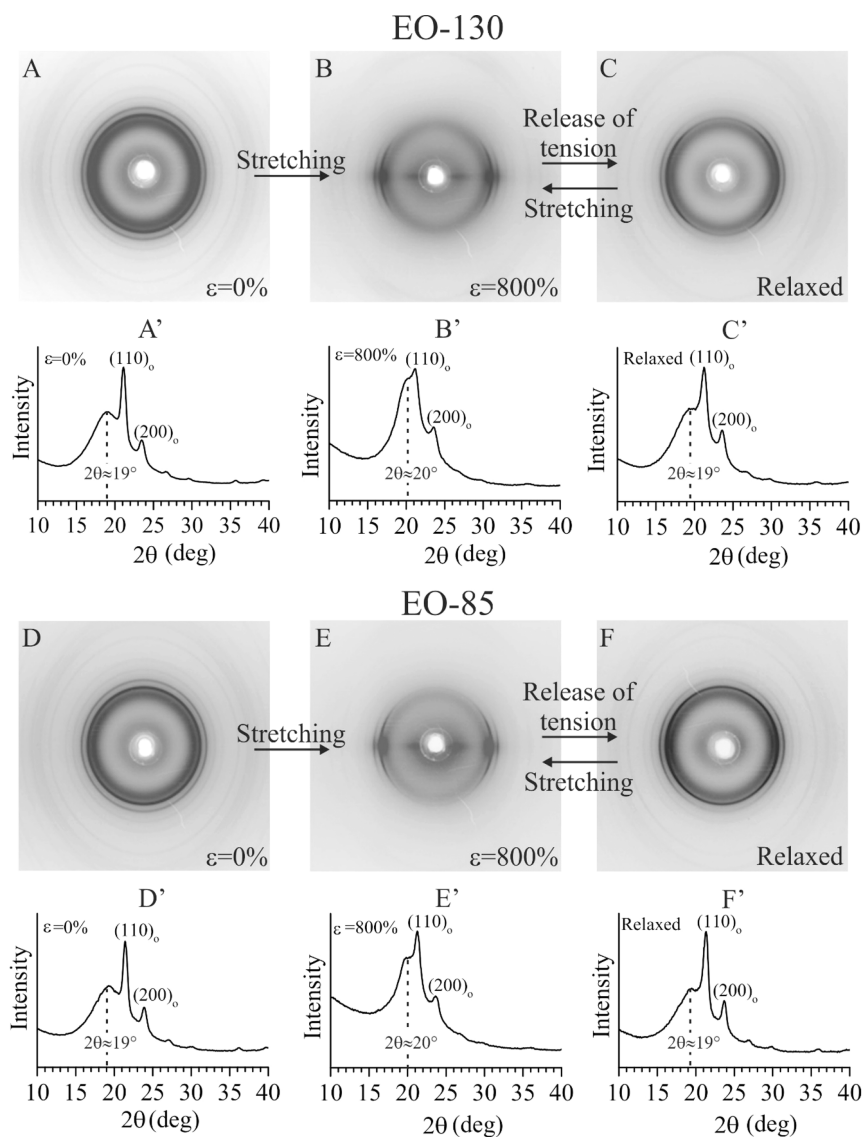 EO-130
A
B
C
Stretching
Release of
tension
Stretching
ε=0%
ε=800%
Relaxed
A’
B’
C’
ε=0%
(110)ₒ
(200)ₒ
2θ≈19°
Intensity
10 15 20 25 30 35 40
2θ (deg)
ε=800%
(110)ₒ
(200)ₒ
2θ≈20°
Intensity
10 15 20 25 30 35 40
2θ (deg)
Relaxed
(110)ₒ
(200)ₒ
2θ≈19°
Intensity
10 15 20 25 30 35 40
2θ (deg)
EO-85
D
E
F
Stretching
Release of
tension
Stretching
ε=0%
ε=800%
Relaxed
D’
E’
F’
ε=0%
(110)ₒ
(200)ₒ
2θ≈19°
Intensity
10 15 20 25 30 35 40
2θ (deg)
ε=800%
(110)ₒ
(200)ₒ
2θ≈20°
Intensity
10 15 20 25 30 35 40
2θ (deg)
Relaxed
(110)ₒ
(200)ₒ
2θ≈19°
Intensity
10 15 20 25 30 35 40
2θ (deg)